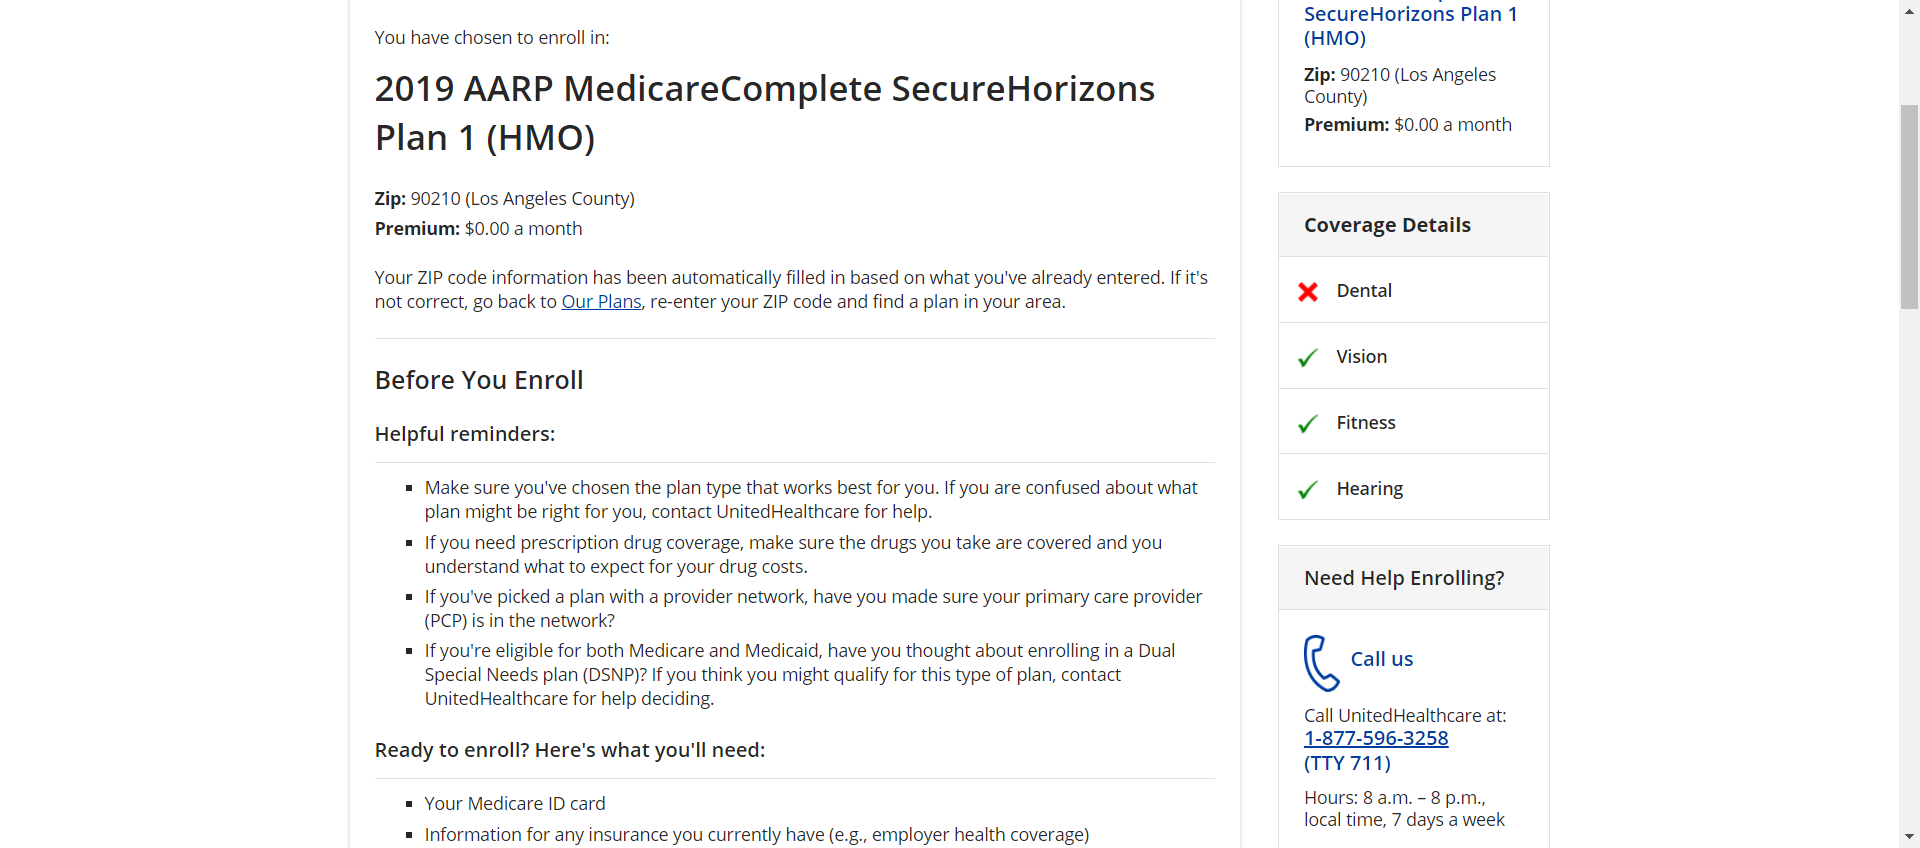 You have chosen to enroll in:
2019 AARP MedicareComplete SecureHorizons
Plan 1 (HMO)
Zip: 90210 (Los Angeles County)
Premium: $0.00 a month
Your ZIP code information has been automatically filled in based on what you've already entered. If it's
not correct, go back to Our Plans, re-enter your ZIP code and find a plan in your area.
Before You Enroll
Helpful reminders:
Make sure you've chosen the plan type that works best for you. If you are confused about what
plan might be right for you, contact UnitedHealthcare for help.
If you need prescription drug coverage, make sure the drugs you take are covered and you
understand what to expect for your drug costs.
If you've picked a plan with a provider network, have you made sure your primary care provider
(PCP) is in the network?
If you're eligible for both Medicare and Medicaid, have you thought about enrolling in a Dual
Special Needs plan (DSNP)? If you think you might qualify for this type of plan, contact
UnitedHealthcare for help deciding.
Ready to enroll? Here's what you'll need:
Your Medicare ID card
Information for any insurance you currently have (e.g., employer health coverage)
SecureHorizons Plan 1
(HMO)
Zip: 90210 (Los Angeles
County)
Premium: $0.00 a month
Coverage Details
Dental
Vision
Fitness
Hearing
Need Help Enrolling?
Call us
Call UnitedHealthcare at:
1-877-596-3258
(TTY 711)
Hours: 8 a.m. – 8 p.m.,
local time, 7 days a week